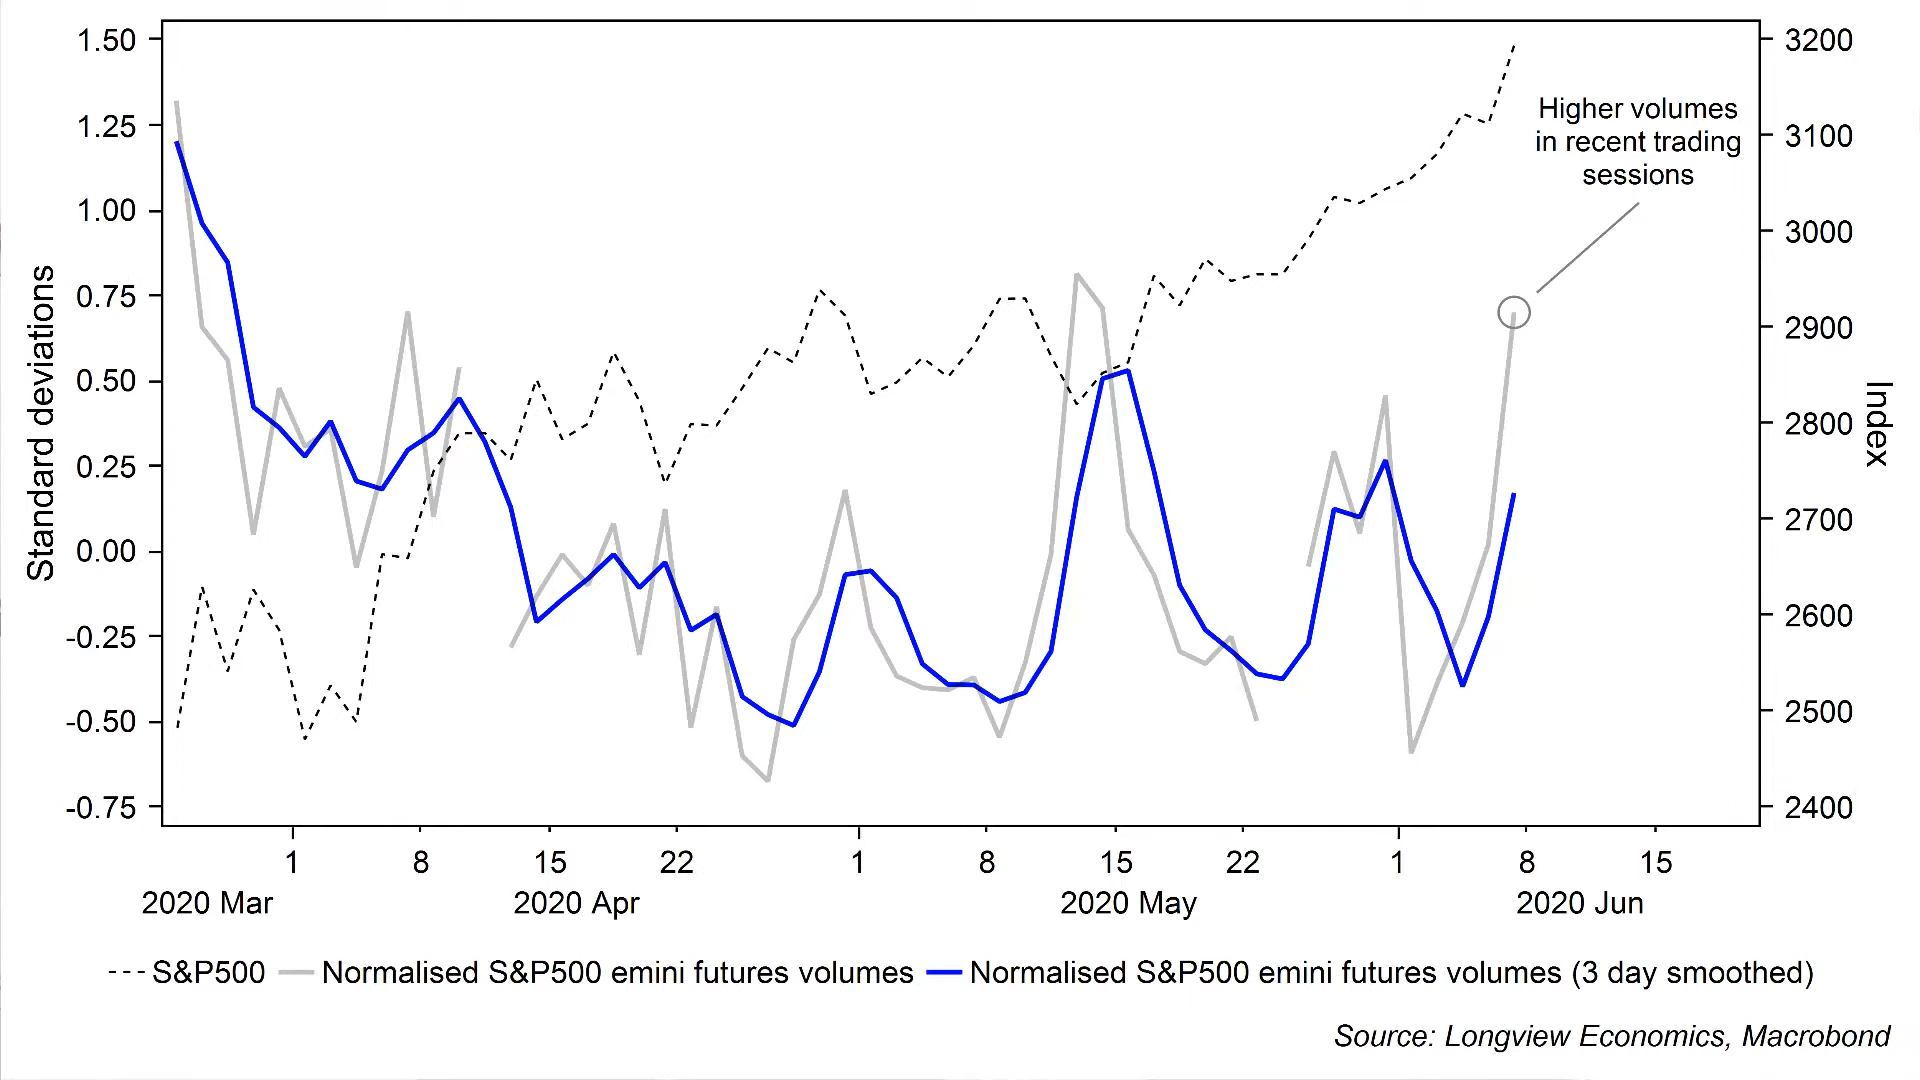 1.50
1.25
1.00
0.75
0.50
0.25
0.00
-0.25
-0.50
-0.75
Standard deviations
3200
3100
3000
2900
2800
2700
2600
2500
2400
Index
Higher volumes
in recent trading
sessions
1 8 15 22 1 8 15 22 1 8 15
2020 Mar 2020 Apr 2020 May 2020 Jun
S&P500 Normalised S&P500 emini futures volumes Normalised S&P500 emini futures volumes (3 day smoothed)
Source: Longview Economics, Macrobond